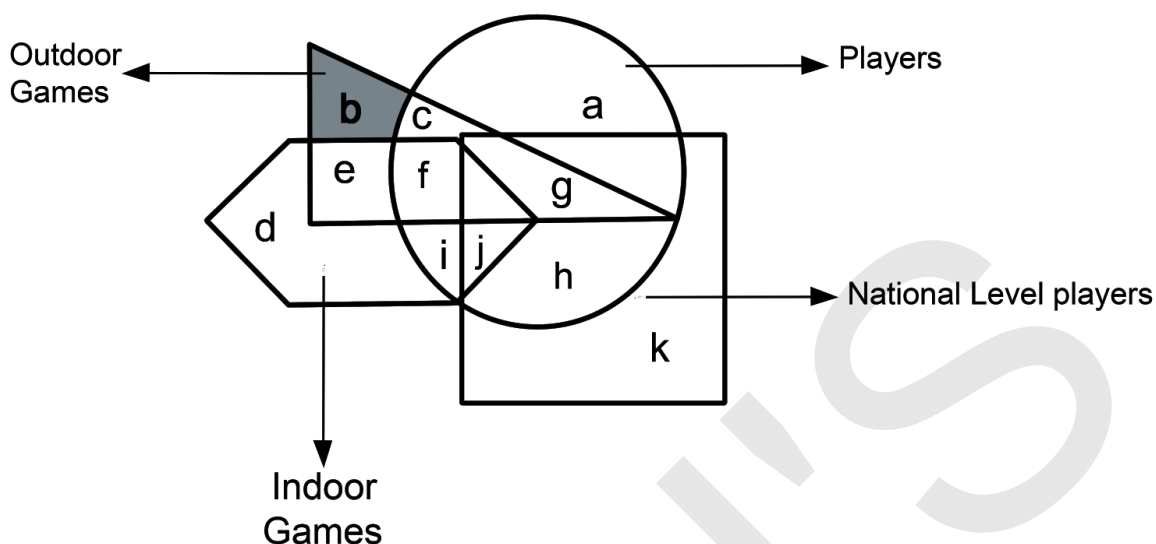 Outdoor
Games
Players
b
c
a
e
f
g
d
i
j
h
National Level players
k
Indoor
Games
'S